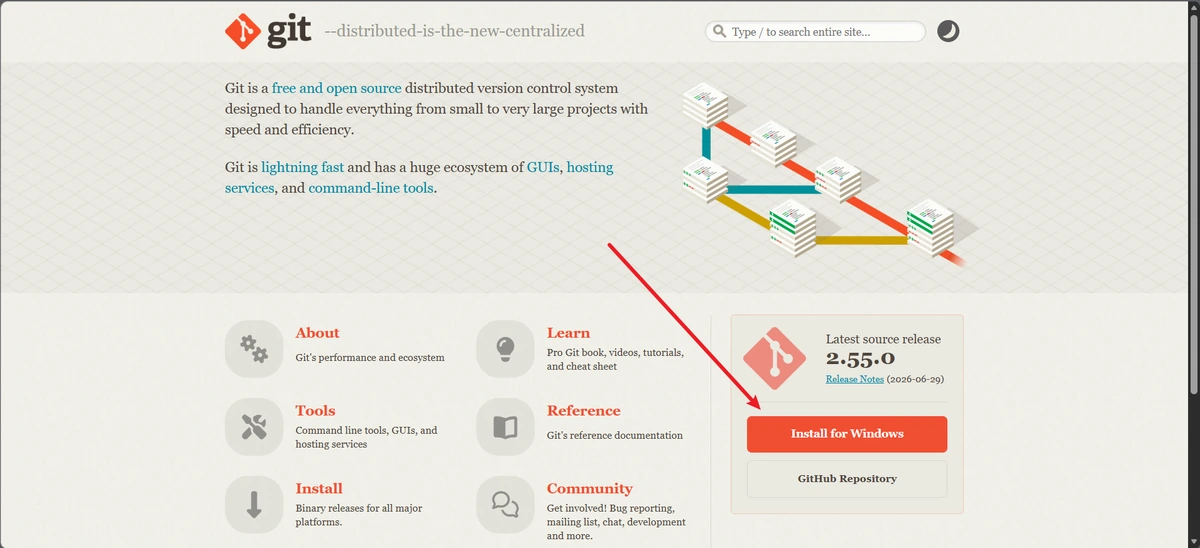 git --distributed-is-the-new-centralized
Type / to search entire site...
Git is a free and open source distributed version control system
designed to handle everything from small to very large projects with
speed and efficiency.
Git is lightning fast and has a huge ecosystem of GUIs, hosting
services, and command-line tools.
About
Git's performance and ecosystem
Learn
Pro Git book, videos, tutorials,
and cheat sheet
Tools
Command line tools, GUIs, and
hosting services
Reference
Git's reference documentation
Install
Binary releases for all major
platforms.
Community
Get involved! Bug reporting,
mailing list, chat, development
and more.
Latest source release
2.55.0
Release Notes (2026-06-29)
Install for Windows
GitHub Repository